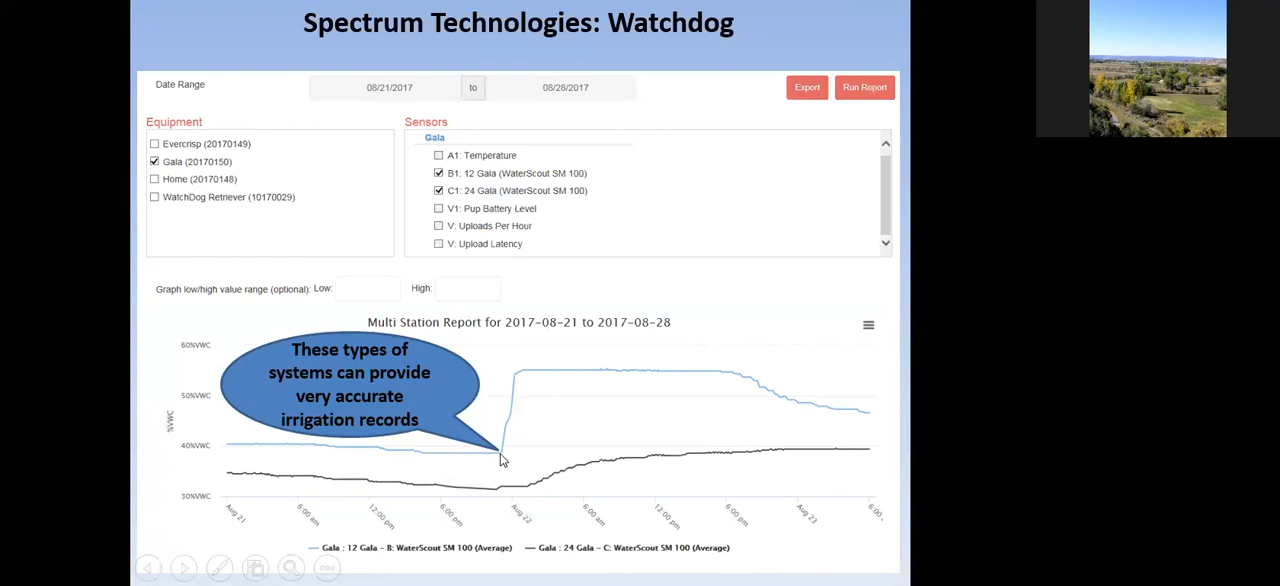 Spectrum Technologies: Watchdog
Date Range
08/21/2017
to
08/28/2017
Export
Run Report
Equipment
Sensors
Evercrisp (20170149)
Gala (20170150)
Home (20170148)
WatchDog Retriever (10170029)
Gala
A1: Temperature
B1: 12 Gala (WaterScout SM 100)
C1: 24 Gala (WaterScout SM 100)
V1: Pup Battery Level
V: Uploads Per Hour
V: Upload Latency
Graph low/high value range (optional): Low:
High:
Multi Station Report for 2017-08-21 to 2017-08-28
These types of
systems can provide
very accurate
irrigation records
%VWC
60%VWC
50%VWC
40%VWC
30%VWC
Aug 21
6:00 am
12:00 pm
6:00 pm
Aug 22
6:00 am
12:00 pm
6:00 pm
Aug 23
6:00
Gala : 12 Gala - B: WaterScout SM 100 (Average)
Gala : 24 Gala - C: WaterScout SM 100 (Average)